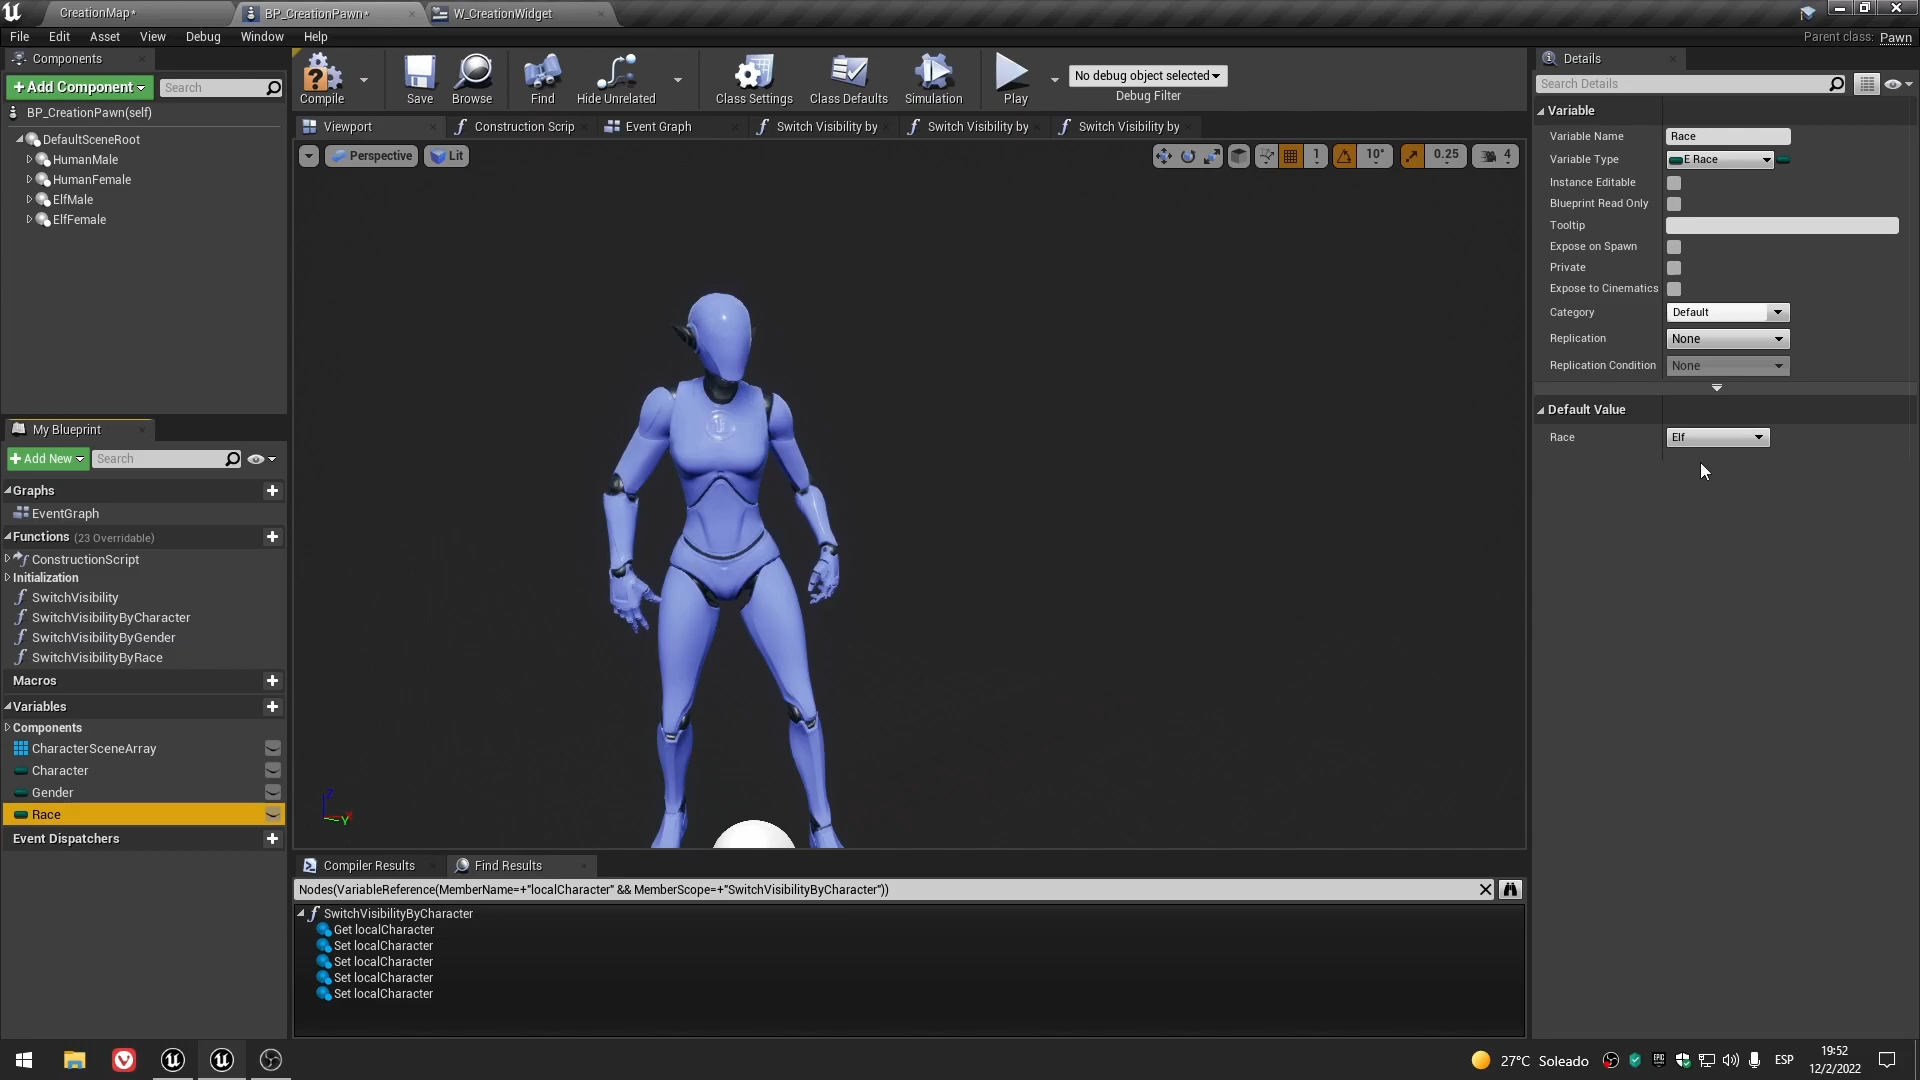 CreationMap*
BP_CreationPawn*
W_CreationWidget
File Edit Asset View Debug Window Help
Parent class: Pawn
Components
+Add Component
Search
BP_CreationPawn(self)
DefaultSceneRoot
HumanMale
HumanFemale
ElfMale
ElfFemale
My Blueprint
+Add New
Search
Graphs
EventGraph
Functions (23 Overridable)
ConstructionScript
Initialization
SwitchVisibility
SwitchVisibilityByCharacter
SwitchVisibilityByGender
SwitchVisibilityByRace
Macros
Variables
Components
CharacterSceneArray
Character
Gender
Race
Event Dispatchers
Compile
Save
Browse
Find
Hide Unrelated
Class Settings
Class Defaults
Simulation
Play
No debug object selected
Debug Filter
Viewport
Construction Scrip
Event Graph
Switch Visibility by
Switch Visibility by
Switch Visibility by
Perspective
Lit
1
10°
0.25
4
Z
Y
Compiler Results
Find Results
Nodes(VariableReference(MemberName=+"localCharacter" && MemberScope=+"SwitchVisibilityByCharacter"))
SwitchVisibilityByCharacter
Get localCharacter
Set localCharacter
Set localCharacter
Set localCharacter
Set localCharacter
Details
Search Details
Variable
Variable Name Race
Variable Type E Race
Instance Editable
Blueprint Read Only
Tooltip
Expose on Spawn
Private
Expose to Cinematics
Category Default
Replication None
Replication Condition None
Default Value
Race Elf
27°C Soleado
ESP
19:52
12/2/2022